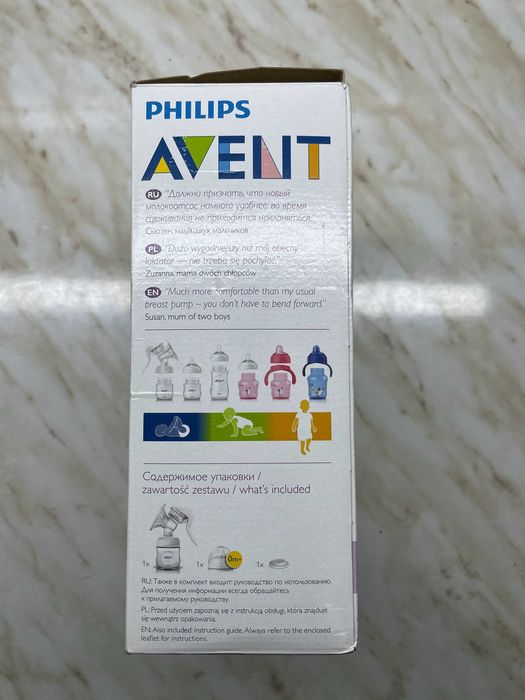 PHILIPS
AVENT
RU "Должна признать, что новый
молокоотсос намного удобнее: во время
сцеживания не приходится наклоняться."
Сьюзен, мама двух мальчиков
PL "Dużo wygodniejszy niż mój obecny
laktator — nie trzeba się pochylać."
Zuzanna, mama dwóch chłopców
EN "Much more comfortable than my usual
breast pump – you don't have to bend forward."
Susan, mum of two boys
Содержимое упаковки /
zawartość zestawu / what's included
1x 1x 0m+ 1x
RU: Также в комплект входит: руководство по использованию.
Для получения информации всегда обращайтесь
к прилагаемому руководству.
PL: Przed użyciem zapoznaj się z instrukcją obsługi, która znajduje
się wewnątrz opakowania.
EN: Also included: instruction guide. Always refer to the enclosed
leaflet for instructions.